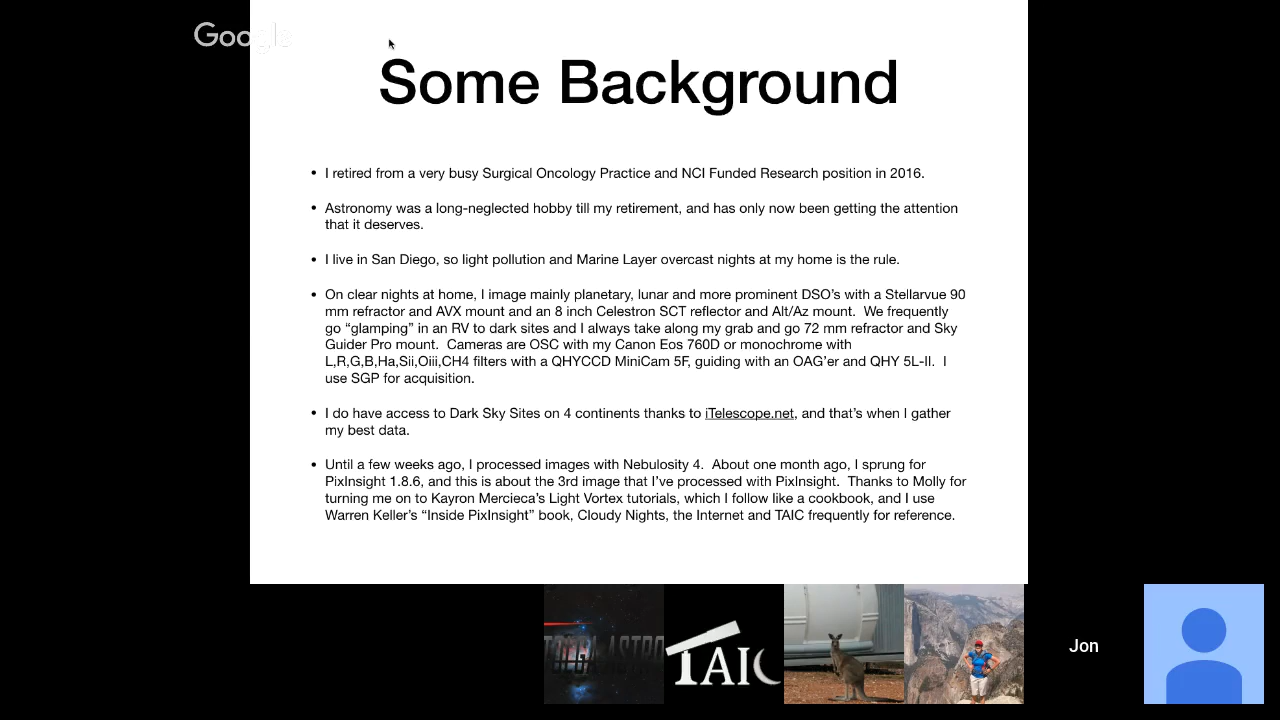 Google
Some Background
• I retired from a very busy Surgical Oncology Practice and NCI Funded Research position in 2016.
• Astronomy was a long-neglected hobby till my retirement, and has only now been getting the attention
that it deserves.
• I live in San Diego, so light pollution and Marine Layer overcast nights at my home is the rule.
• On clear nights at home, I image mainly planetary, lunar and more prominent DSO's with a Stellarvue 90
mm refractor and AVX mount and an 8 inch Celestron SCT reflector and Alt/Az mount.  We frequently
go “glamping” in an RV to dark sites and I always take along my grab and go 72 mm refractor and Sky
Guider Pro mount.  Cameras are OSC with my Canon Eos 760D or monochrome with
L,R,G,B,Ha,Sii,Oiii,CH4 filters with a QHYCCD MiniCam 5F, guiding with an OAG'er and QHY 5L-II.  I
use SGP for acquisition.
• I do have access to Dark Sky Sites on 4 continents thanks to iTelescope.net, and that's when I gather
my best data.
• Until a few weeks ago, I processed images with Nebulosity 4.  About one month ago, I sprung for
PixInsight 1.8.6, and this is about the 3rd image that I've processed with PixInsight.  Thanks to Molly for
turning me on to Kayron Mercieca's Light Vortex tutorials, which I follow like a cookbook, and I use
Warren Keller's “Inside PixInsight” book, Cloudy Nights, the Internet and TAIC frequently for reference.
TAIC
Jon